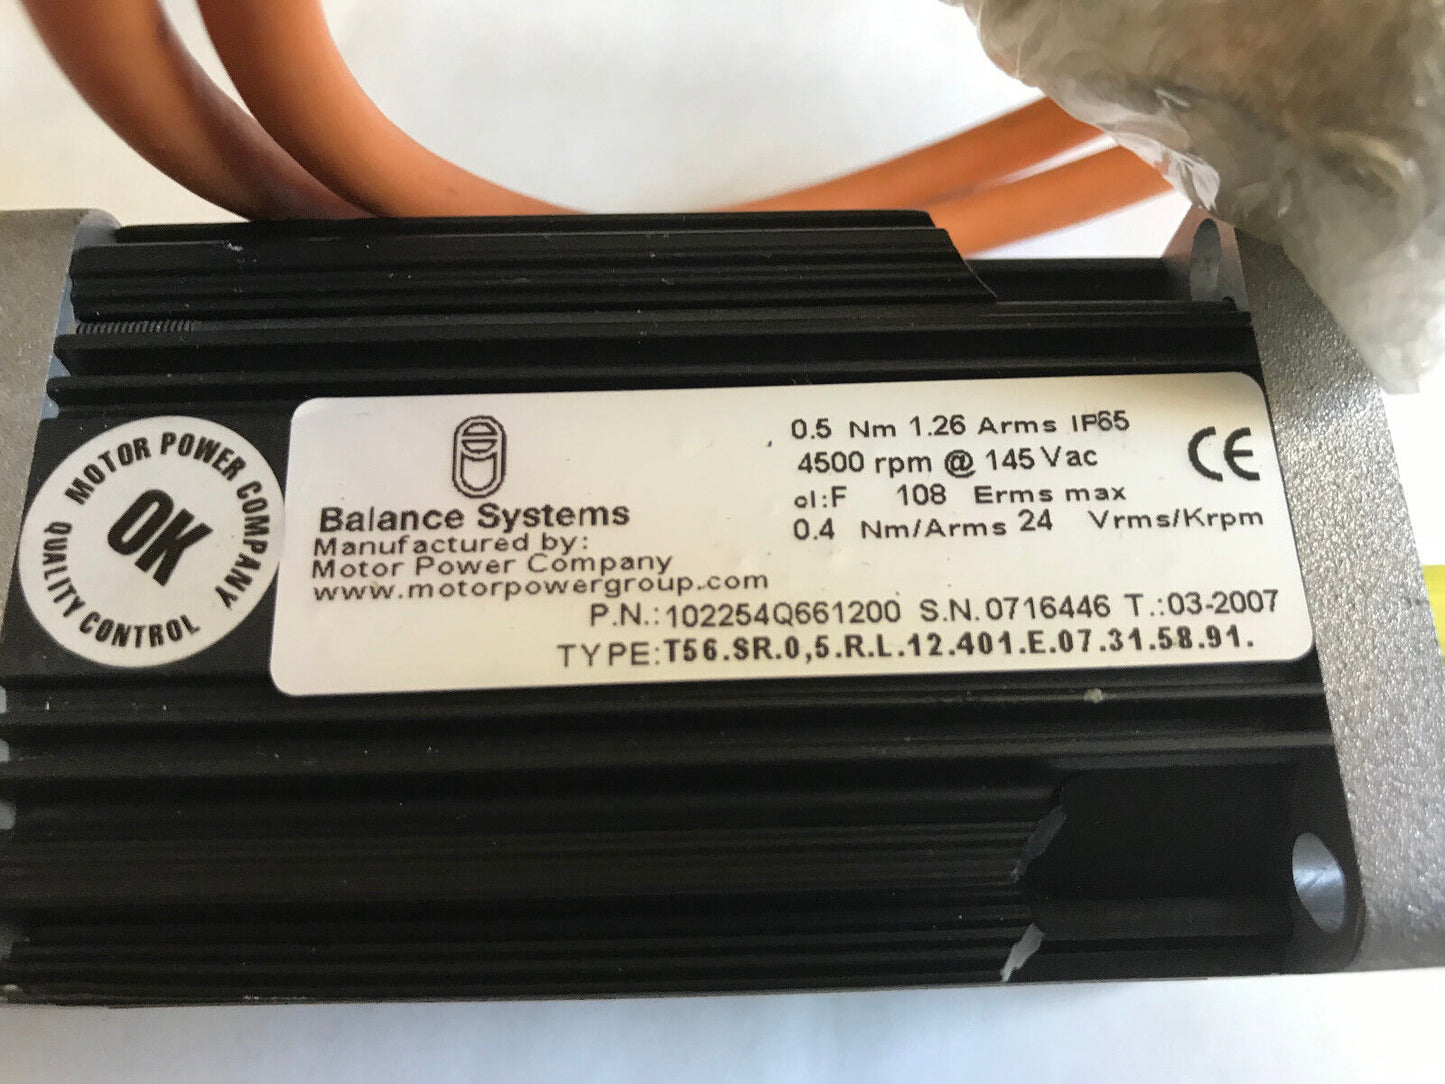 MOTOR POWER COMPANY
OK
QUALITY CONTROL
Balance Systems
Manufactured by:
Motor Power Company
www.motorpowergroup.com
0.5 Nm 1.26 Arms IP65
4500 rpm @ 145 Vac
cl:F 108 Erms max
0.4 Nm/Arms 24 Vrms/Krpm
CE
P.N.:102254Q661200 S.N.0716446 T.:03-2007
TYPE:T56.SR.0,5.R.L.12.401.E.07.31.58.91.